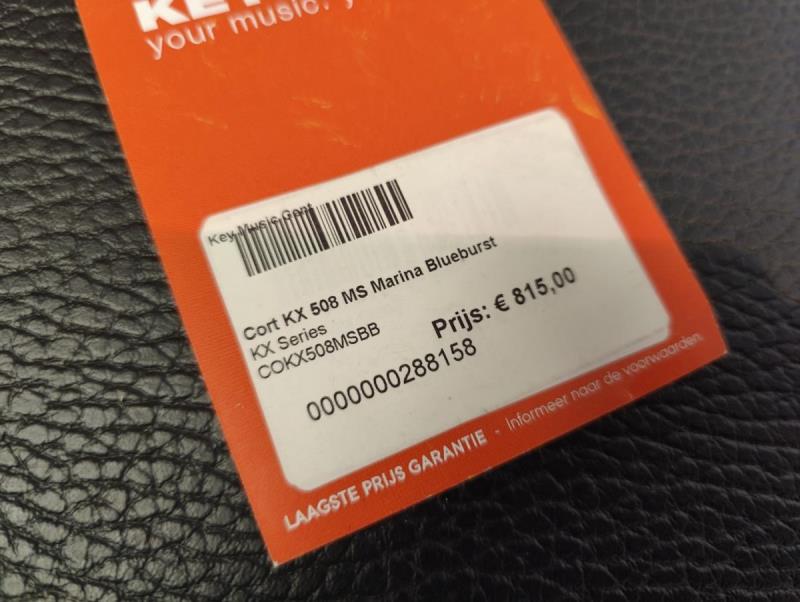 your music.
Key Music Gent
Cort KX 508 MS Marina Blueburst
KX Series
COKX508MSBB
Prijs: € 815,00
0000000288158
LAAGSTE PRIJS GARANTIE - Informeer naar de voorwaarden.